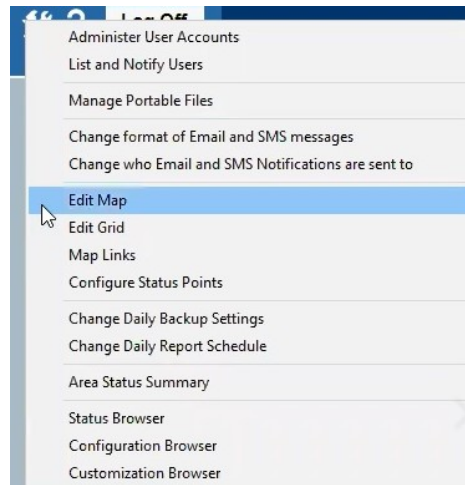 Log Off
Administer User Accounts
List and Notify Users
Manage Portable Files
Change format of Email and SMS messages
Change who Email and SMS Notifications are sent to
Edit Map
Edit Grid
Map Links
Configure Status Points
Change Daily Backup Settings
Change Daily Report Schedule
Area Status Summary
Status Browser
Configuration Browser
Customization Browser